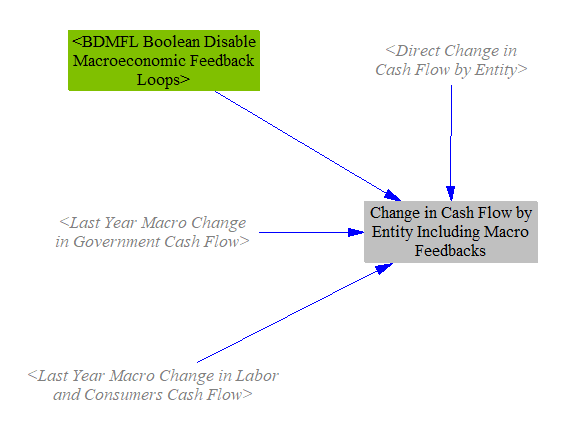 <BDMFL Boolean Disable
Macroeconomic Feedback
Loops>
<Direct Change in
Cash Flow by Entity>
<Last Year Macro Change
in Government Cash Flow>
Change in Cash Flow by
Entity Including Macro
Feedbacks
<Last Year Macro Change in Labor
and Consumers Cash Flow>